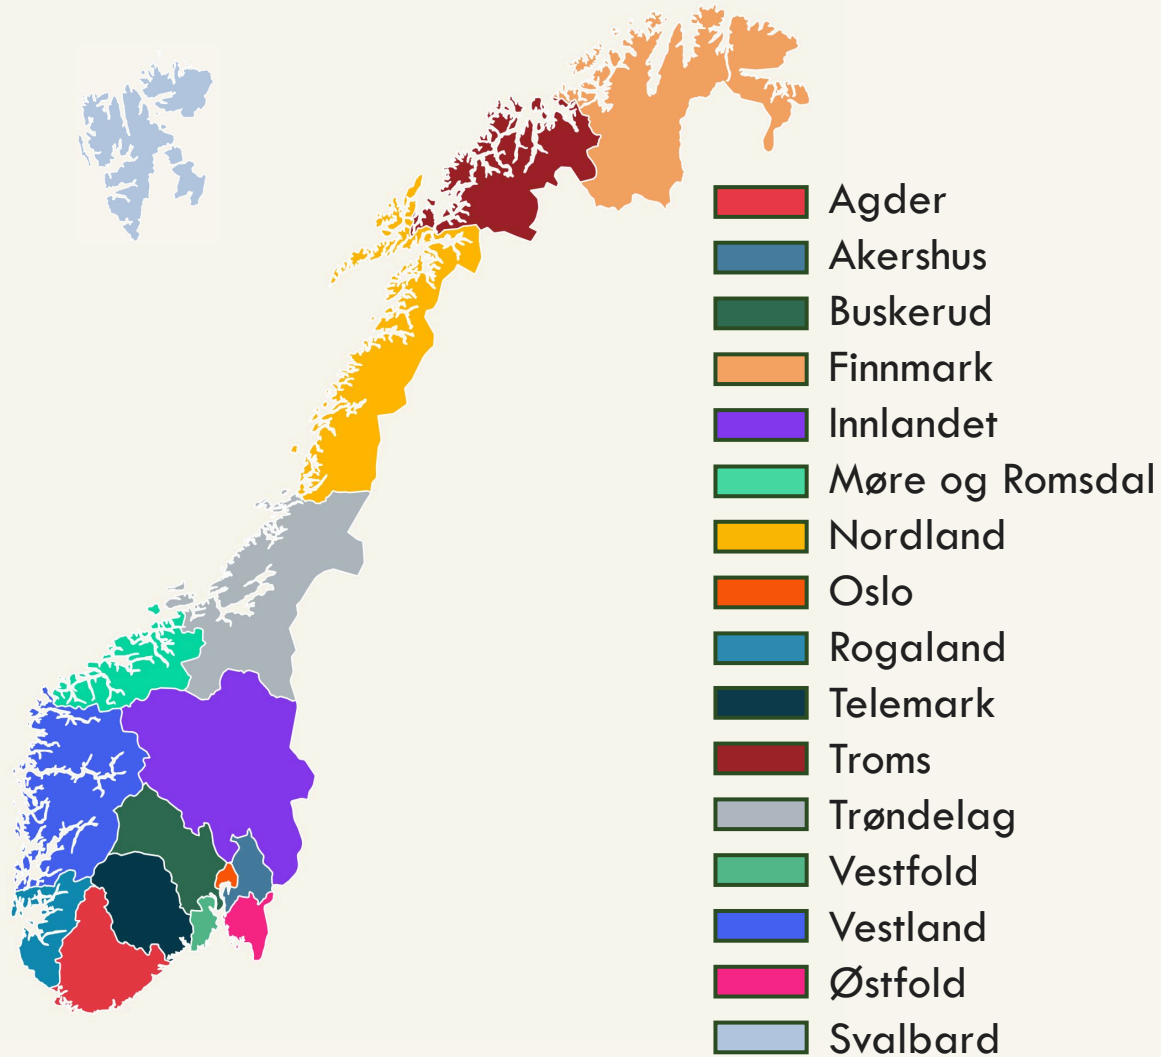 Agder
Akershus
Buskerud
Finnmark
Innlandet
Møre og Romsdal
Nordland
Oslo
Rogaland
Telemark
Troms
Trøndelag
Vestfold
Vestland
Østfold
Svalbard